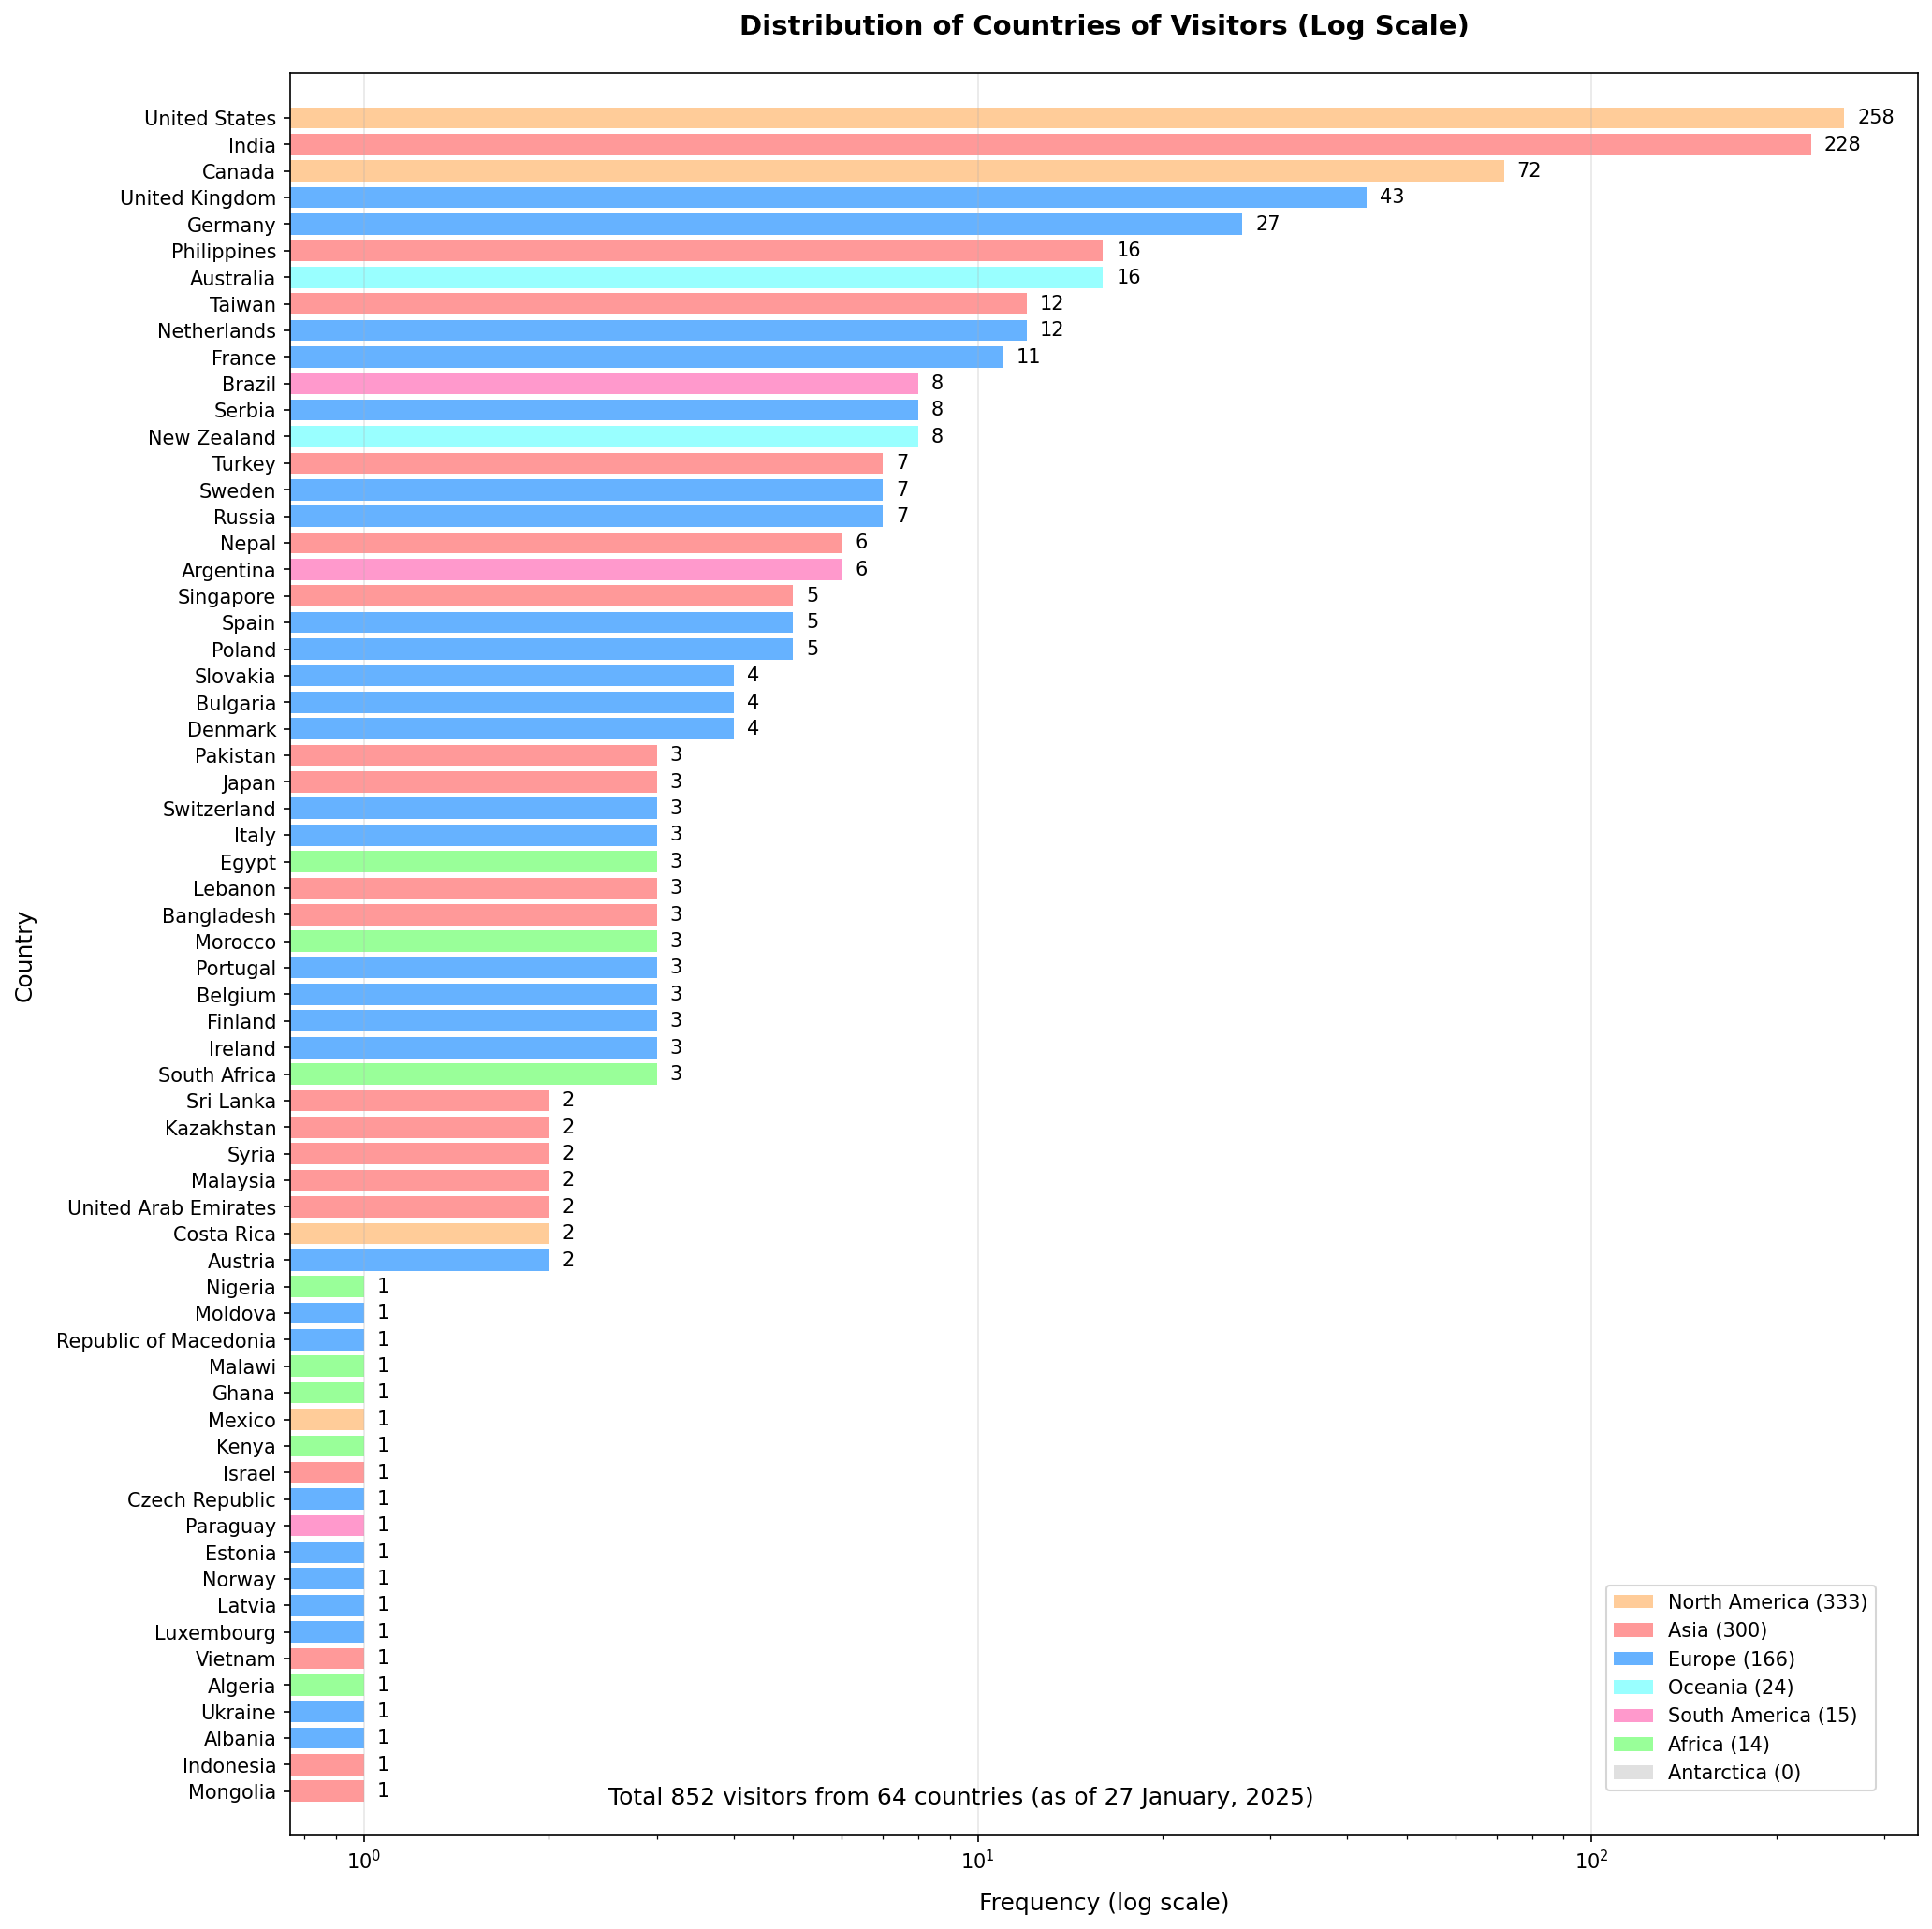 Distribution of Countries of Visitors (Log Scale)
United States 258
India 228
Canada 72
United Kingdom 43
Germany 27
Philippines 16
Australia 16
Taiwan 12
Netherlands 12
France 11
Brazil 8
Serbia 8
New Zealand 8
Turkey 7
Sweden 7
Russia 7
Nepal 6
Argentina 6
Singapore 5
Spain 5
Poland 5
Slovakia 4
Bulgaria 4
Denmark 4
Pakistan 3
Japan 3
Switzerland 3
Italy 3
Egypt 3
Lebanon 3
Bangladesh 3
Morocco 3
Portugal 3
Belgium 3
Finland 3
Ireland 3
South Africa 3
Sri Lanka 2
Kazakhstan 2
Syria 2
Malaysia 2
United Arab Emirates 2
Costa Rica 2
Austria 2
Nigeria 1
Moldova 1
Republic of Macedonia 1
Malawi 1
Ghana 1
Mexico 1
Kenya 1
Israel 1
Czech Republic 1
Paraguay 1
Estonia 1
Norway 1
Latvia 1
Luxembourg 1
Vietnam 1
Algeria 1
Ukraine 1
Albania 1
Indonesia 1
Mongolia 1
Country
North America (333)
Asia (300)
Europe (166)
Oceania (24)
South America (15)
Africa (14)
Antarctica (0)
Total 852 visitors from 64 countries (as of 27 January, 2025)
10⁰ 10¹ 10²
Frequency (log scale)